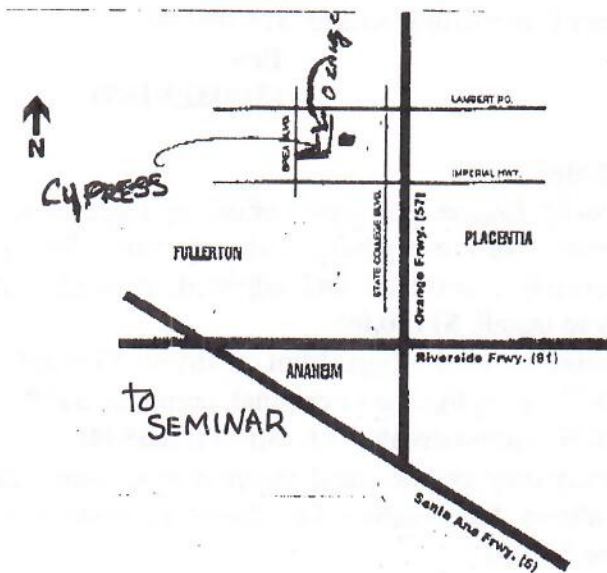 Orange
LAMBERT RD.
BREA BLVD.
N
CYPRESS
IMPERIAL HWY.
STATE COLLEGE BLVD.
Orange Frwy. (57)
FULLERTON
PLACENTIA
Riverside Frwy. (91)
ANAHEIM
to
SEMINAR
Santa Ana Frwy. (5)